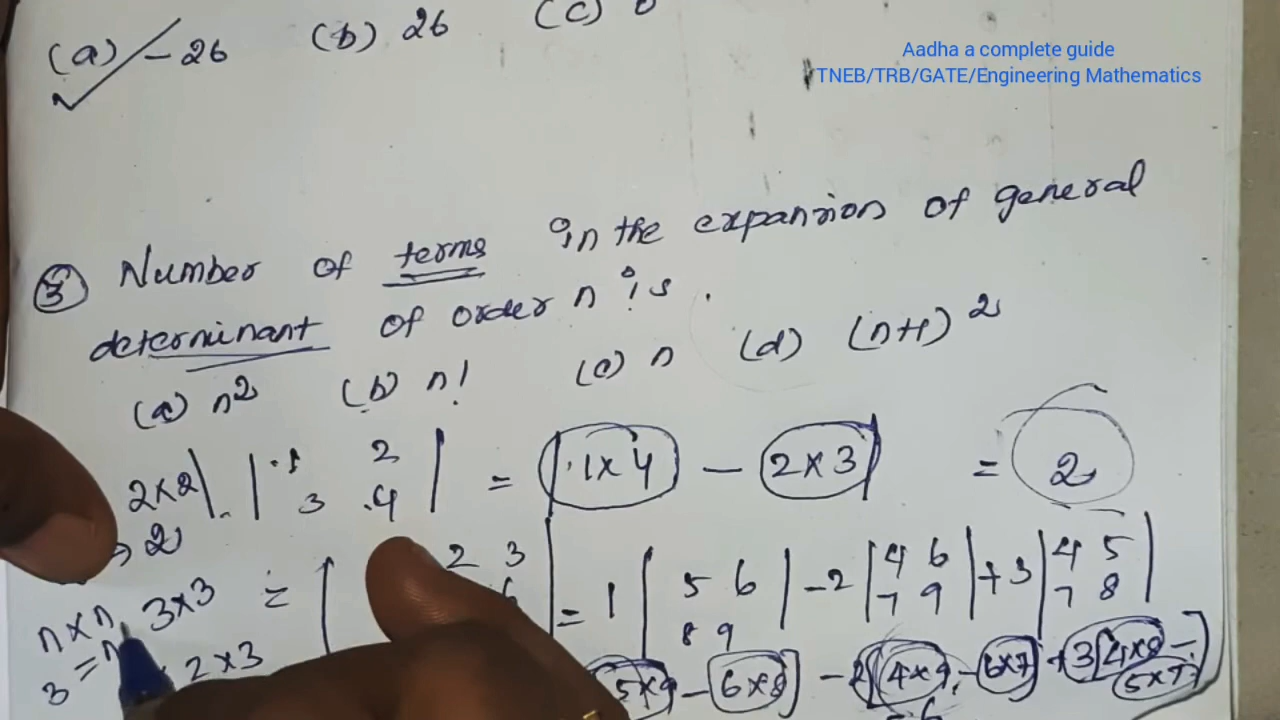 (a) -26 (b) 26 (c) 0
Aadha a complete guide
TNEB/TRB/GATE/Engineering Mathematics
3 Number of terms in the expansion of general
determinant of order n is.
(a) n² (b) n! (c) n (d) (n+1)²
2×2 | 1 2 | = 1×4 - 2×3 = 2
3 4
⇒ 2
2 3
n×n 3×3 = | 6 | = 1 | 5 6 | -2 | 4 6 | +3 | 4 5 |
8 9 7 9 7 8
3 = n 2×3 5×9 - 6×8] -2[4×9 - 6×7] +3[4×8 -
5×7]